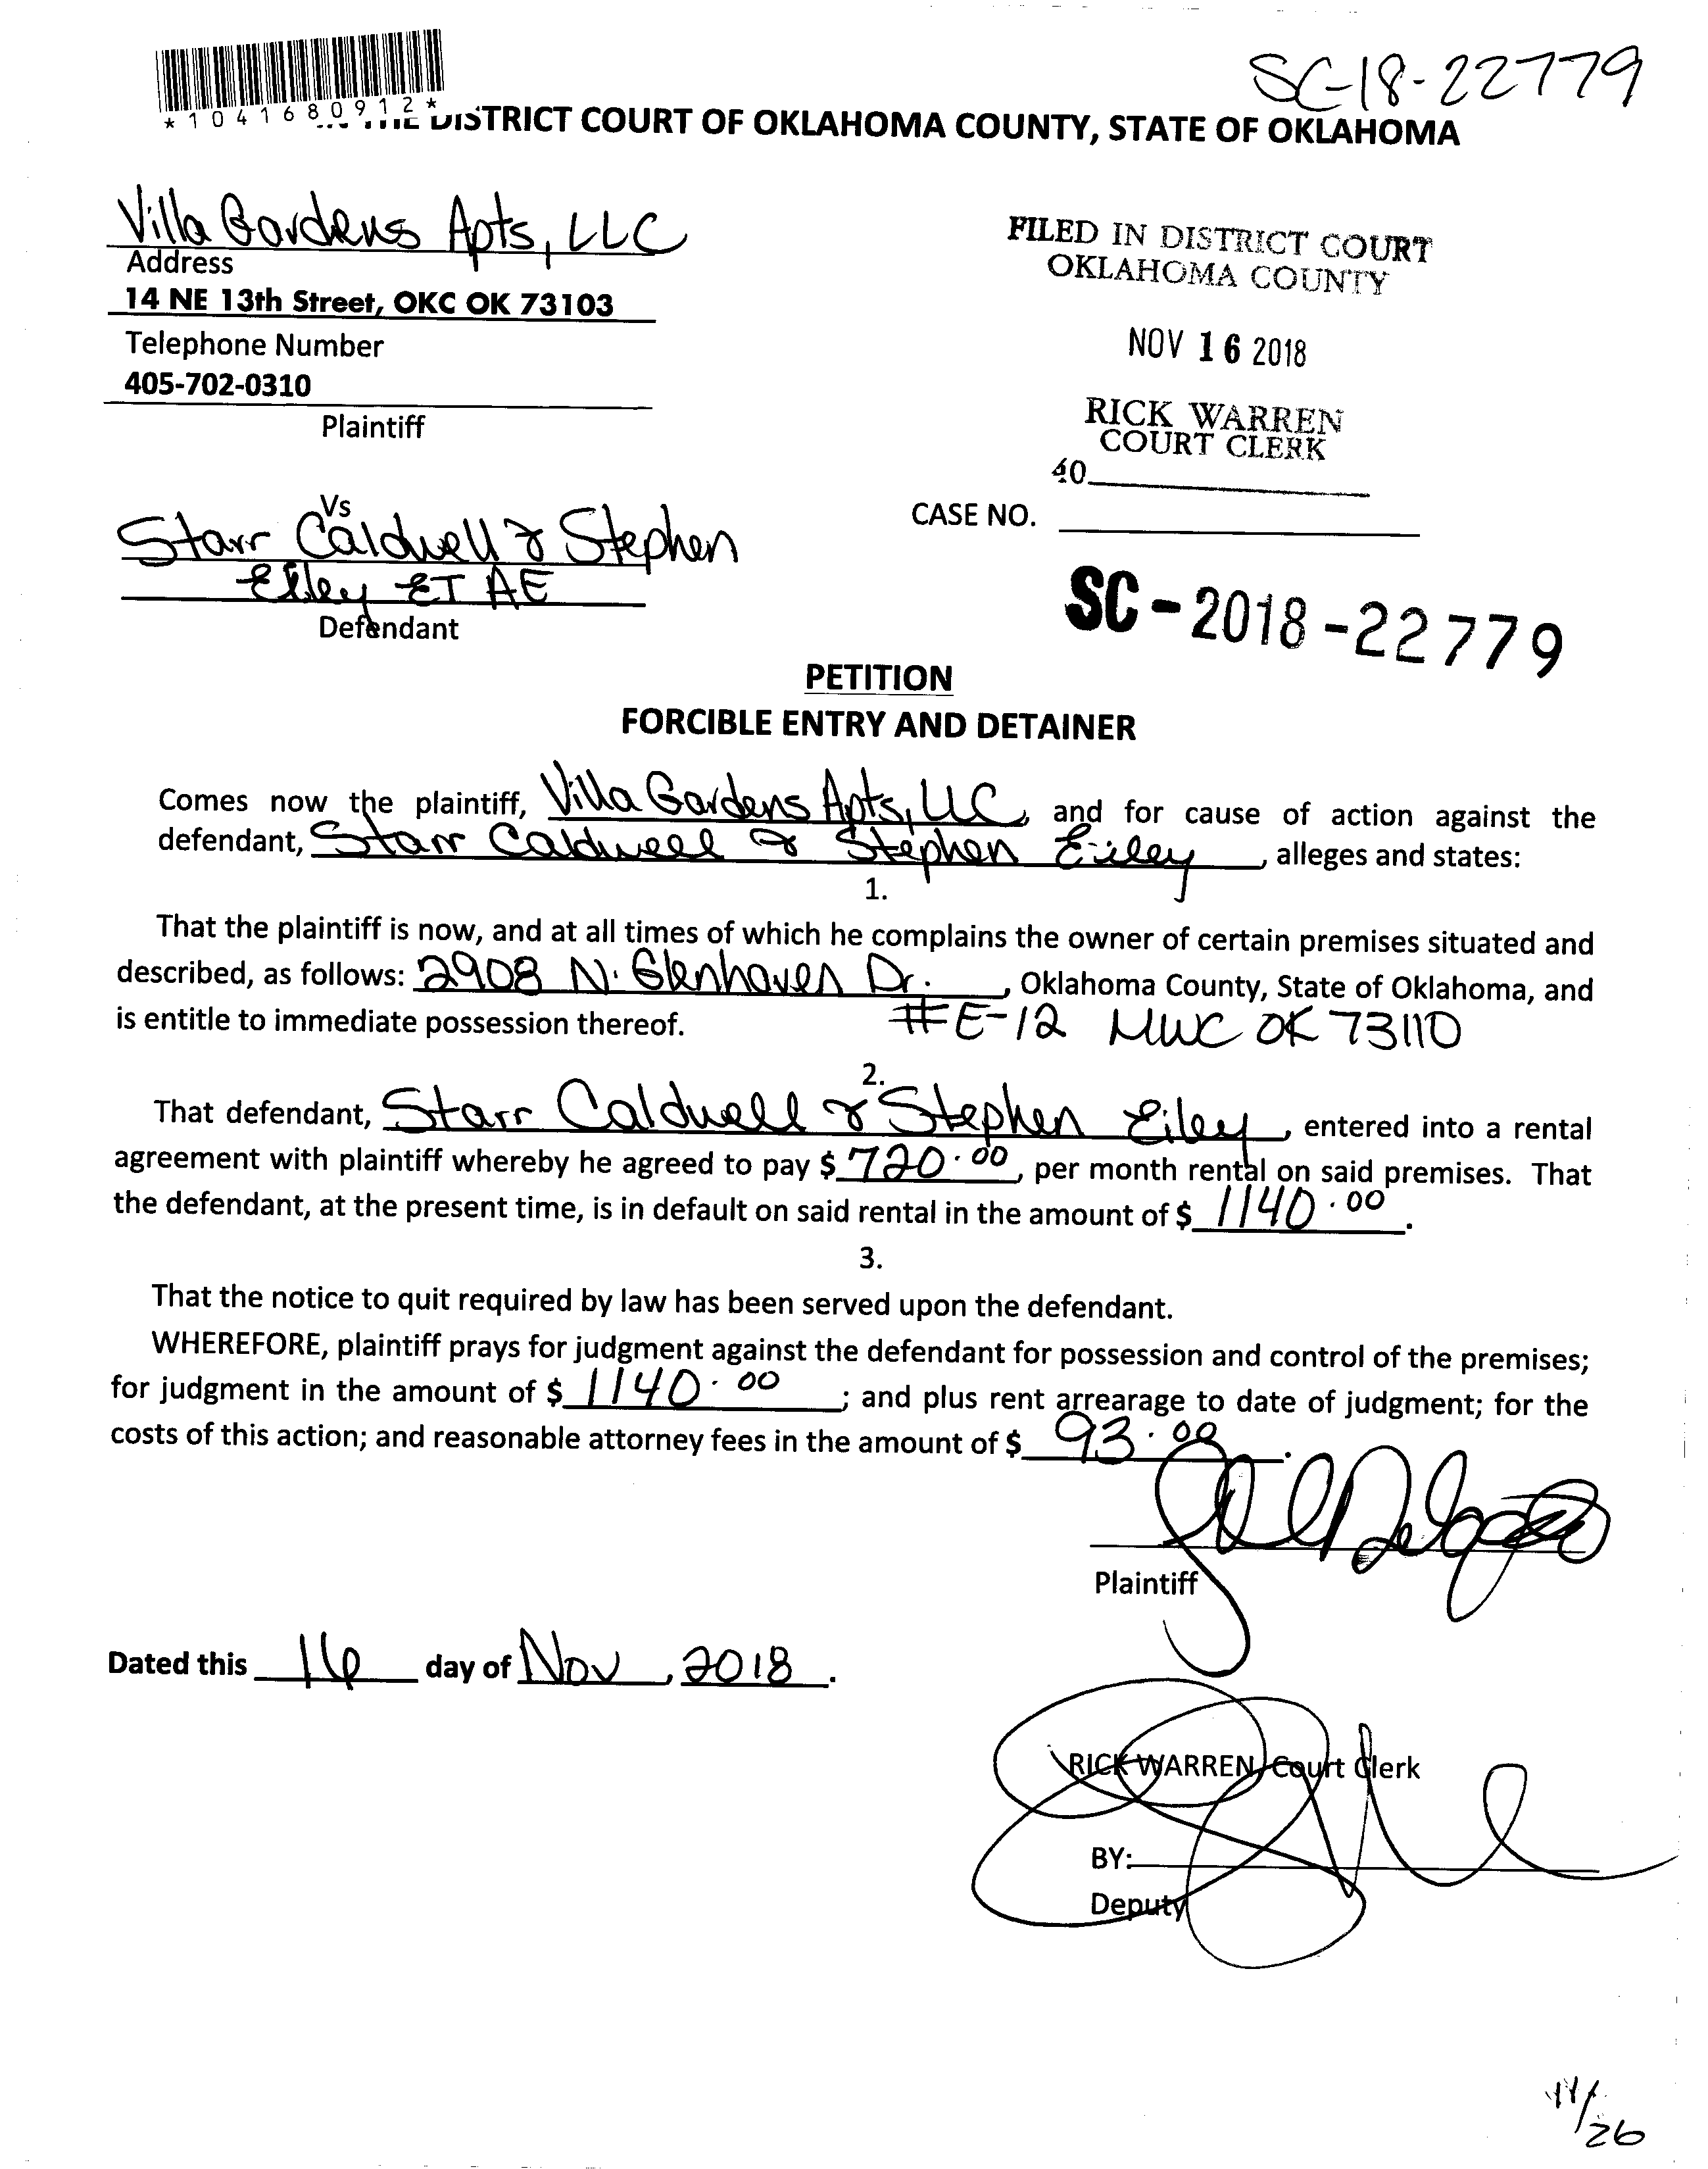 SC-18-22779
*1041680912*
DISTRICT COURT OF OKLAHOMA COUNTY, STATE OF OKLAHOMA
Villa Gardens Apts, LLC
Address
14 NE 13th Street, OKC OK 73103
Telephone Number
405-702-0310
Plaintiff
FILED IN DISTRICT COURT
OKLAHOMA COUNTY
NOV 16 2018
RICK WARREN
COURT CLERK
40
Vs
Starr Caldwell & Stephen
Eiley ET AE
Defendant
CASE NO.
SC-2018-22779
PETITION
FORCIBLE ENTRY AND DETAINER
Comes now the plaintiff, Villa Gardens Apts, LLC, and for cause of action against the
defendant, Starr Caldwell & Stephen Eiley, alleges and states:
1.
That the plaintiff is now, and at all times of which he complains the owner of certain premises situated and
described, as follows: 2908 N. Glenhaven Dr., Oklahoma County, State of Oklahoma, and
is entitle to immediate possession thereof. #E-12 MWC OK 73110
2.
That defendant, Starr Caldwell & Stephen Eiley, entered into a rental
agreement with plaintiff whereby he agreed to pay $ 720.00, per month rental on said premises. That
the defendant, at the present time, is in default on said rental in the amount of $ 1140.00.
3.
That the notice to quit required by law has been served upon the defendant.
WHEREFORE, plaintiff prays for judgment against the defendant for possession and control of the premises;
for judgment in the amount of $ 1140.00; and plus rent arrearage to date of judgment; for the
costs of this action; and reasonable attorney fees in the amount of $ 93.00.
Plaintiff
Dated this 16 day of Nov, 2018.
RICK WARREN, Court Clerk
BY:
Deputy
11/26